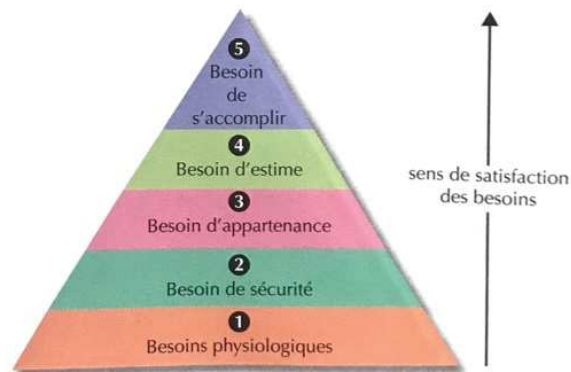 5
Besoin
de
s'accomplir
4
Besoin d'estime
3
Besoin d'appartenance
2
Besoin de sécurité
1
Besoins physiologiques
sens de satisfaction
des besoins